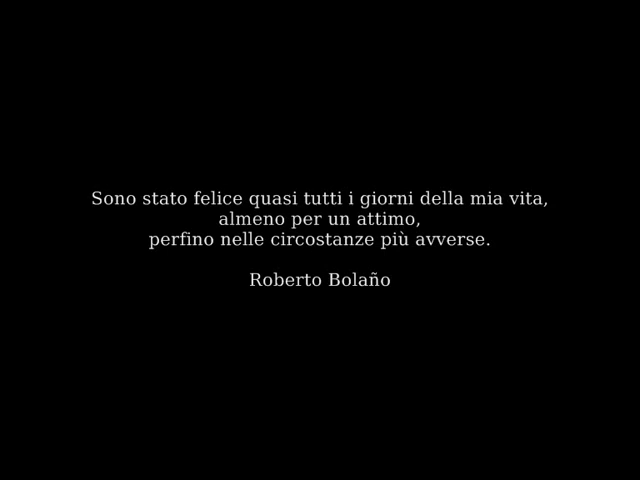 Sono stato felice quasi tutti i giorni della mia vita,
almeno per un attimo,
perfino nelle circostanze più avverse.
Roberto Bolaño